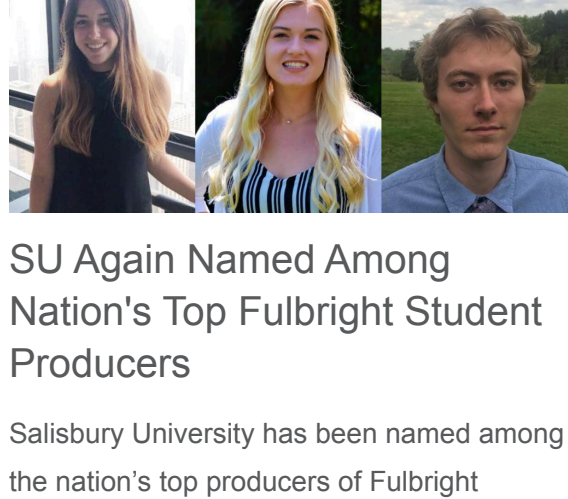 SU Again Named Among
Nation's Top Fulbright Student
Producers
Salisbury University has been named among
the nation’s top producers of Fulbright